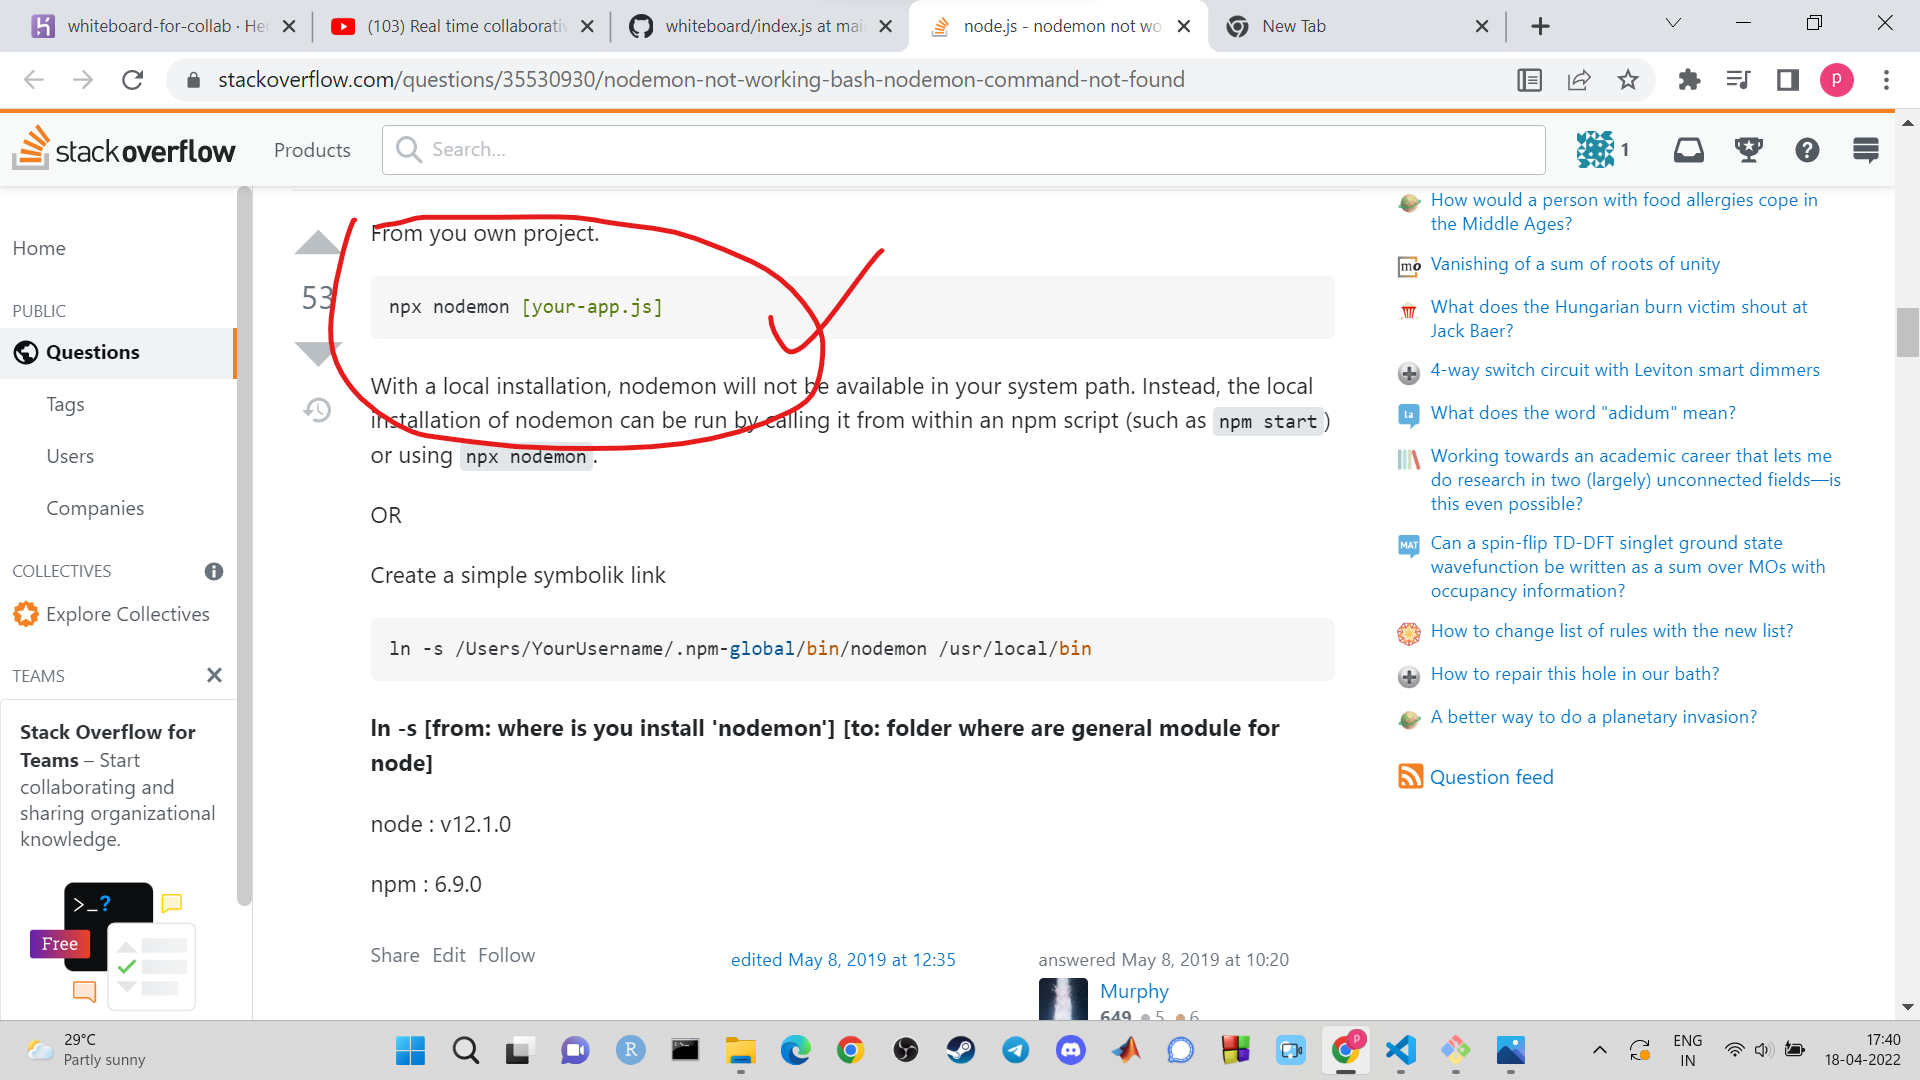 whiteboard-for-collab · Her
(103) Real time collaborativ
whiteboard/index.js at mai
node.js - nodemon not wo
New Tab
stackoverflow.com/questions/35530930/nodemon-not-working-bash-nodemon-command-not-found
P
stackoverflow
Products
Search...
1
Home
PUBLIC
Questions
Tags
Users
Companies
COLLECTIVES
Explore Collectives
TEAMS
Stack Overflow for
Teams – Start
collaborating and
sharing organizational
knowledge.
>_?
Free
From you own project.
53
npx nodemon [your-app.js]
With a local installation, nodemon will not be available in your system path. Instead, the local
installation of nodemon can be run by calling it from within an npm script (such as npm start)
or using npx nodemon.
OR
Create a simple symbolik link
ln -s /Users/YourUsername/.npm-global/bin/nodemon /usr/local/bin
ln -s [from: where is you install 'nodemon'] [to: folder where are general module for
node]
node : v12.1.0
npm : 6.9.0
Share Edit Follow
edited May 8, 2019 at 12:35
answered May 8, 2019 at 10:20
Murphy
649 5 6
How would a person with food allergies cope in
the Middle Ages?
mo Vanishing of a sum of roots of unity
What does the Hungarian burn victim shout at
Jack Baer?
4-way switch circuit with Leviton smart dimmers
la What does the word "adidum" mean?
Working towards an academic career that lets me
do research in two (largely) unconnected fields—is
this even possible?
MAT Can a spin-flip TD-DFT singlet ground state
wavefunction be written as a sum over MOs with
occupancy information?
How to change list of rules with the new list?
How to repair this hole in our bath?
A better way to do a planetary invasion?
Question feed
29°C
Partly sunny
R
P
ENG
IN
17:40
18-04-2022